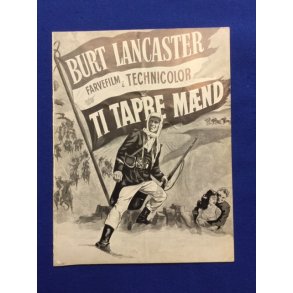 BURT LANCASTER
FARVEFILM i TECHNICOLOR
TI TAPRE MÆND